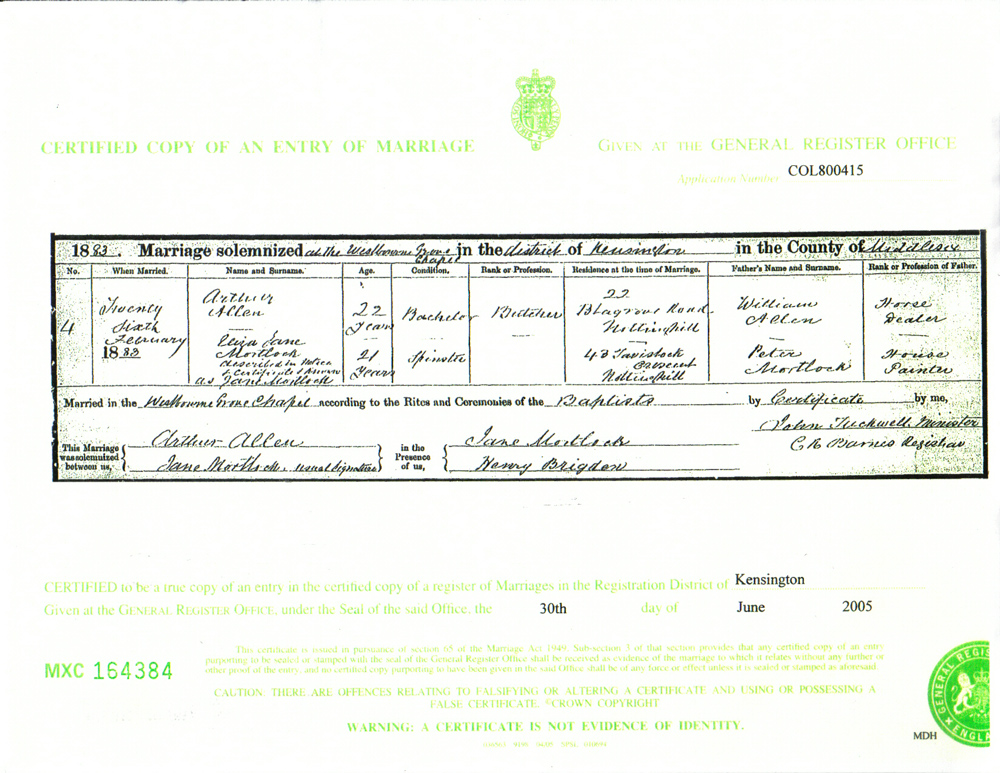 CERTIFIED COPY OF AN ENTRY OF MARRIAGE
GIVEN AT THE GENERAL REGISTER OFFICE
Application Number COL800415
1883. Marriage solemnized at the Westbourne Grove Chapel in the district of Kensington in the County of Middlesex
No. When Married. Name and Surname. Age. Condition. Rank or Profession. Residence at the time of Marriage. Father's Name and Surname. Rank or Profession of Father.
4 Twenty Sixth February 1883
Arthur Allen 22 Years Bachelor Butcher 22 Blagrove Road Nottinghill William Allen Horse Dealer
Eliza Jane Mortlock described in Notice & Certificate & known as Jane Mortlock 21 Years Spinster 43 Tavistock Crescent Nottinghill Peter Mortlock House Painter
Married in the Westbourne Grove Chapel according to the Rites and Ceremonies of the Baptists by Certificate by me,
John Tuckwell Minister
C R Barnes Registrar
This Marriage was solemnized between us, { Arthur Allen
Jane Mortlock, usual signature }
in the Presence of us, { Jane Mortlock
Henry Brigden
CERTIFIED to be a true copy of an entry in the certified copy of a register of Marriages in the Registration District of Kensington
Given at the GENERAL REGISTER OFFICE, under the Seal of the said Office, the 30th day of June 2005
This certificate is issued in pursuance of section 65 of the Marriage Act 1949. Sub-section 3 of that section provides that any certified copy of an entry
purporting to be sealed or stamped with the seal of the General Register Office shall be received as evidence of the marriage to which it relates without any further or
other proof of the entry, and no certified copy purporting to have been given in the said Office shall be of any force or effect unless it is sealed or stamped as aforesaid.
MXC 164384
CAUTION: THERE ARE OFFENCES RELATING TO FALSIFYING OR ALTERING A CERTIFICATE AND USING OR POSSESSING A
FALSE CERTIFICATE. ©CROWN COPYRIGHT
WARNING: A CERTIFICATE IS NOT EVIDENCE OF IDENTITY.
MDH